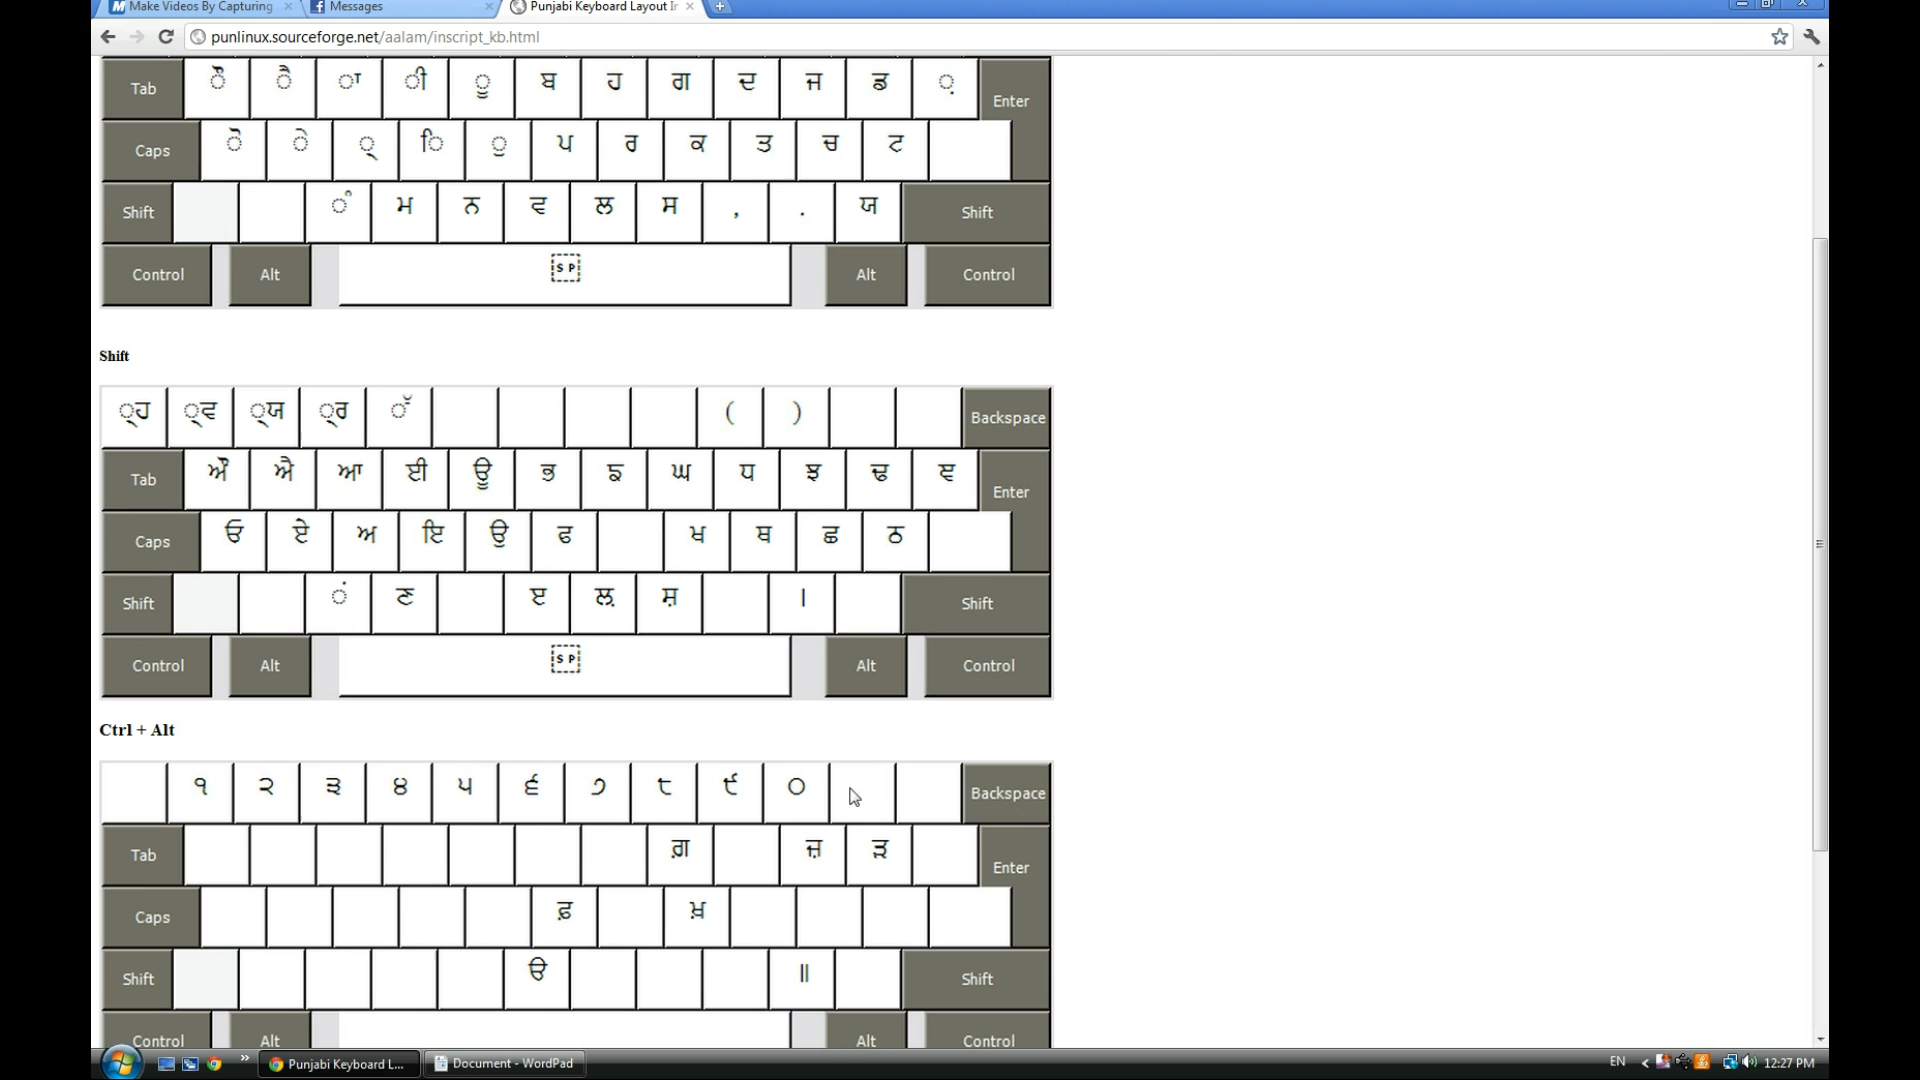 Make Videos By Capturing
Messages
Punjabi Keyboard Layout Ir
punlinux.sourceforge.net/aalam/inscript_kb.html
Tab ੌ ੈ ਾ ੀ ੂ ਬ ਹ ਗ ਦ ਜ ਡ ਼ Enter
Caps ੋ ੇ ੍ ਿ ੁ ਪ ਰ ਕ ਤ ਚ ਟ
Shift ੰ ਮ ਨ ਵ ਲ ਸ , . ਯ Shift
Control Alt SP Alt Control
Shift
੍ਹ ੍ਵ ੍ਯ ੍ਰ ੱ ( ) Backspace
Tab ਔ ਐ ਆ ਈ ਊ ਭ ਙ ਘ ਧ ਝ ਢ ਞ Enter
Caps ਓ ਏ ਅ ਇ ਉ ਫ ਖ ਥ ਛ ਠ
Shift ਂ ਣ ੲ ਲ਼ ਸ਼ । Shift
Control Alt SP Alt Control
Ctrl + Alt
੧ ੨ ੩ ੪ ੫ ੬ ੭ ੮ ੯ ੦ Backspace
Tab ਗ਼ ਜ਼ ੜ Enter
Caps ਫ਼ ਖ਼
Shift ੳ ॥ Shift
Control Alt Alt Control
Punjabi Keyboard L...
Document - WordPad
EN
12:27 PM